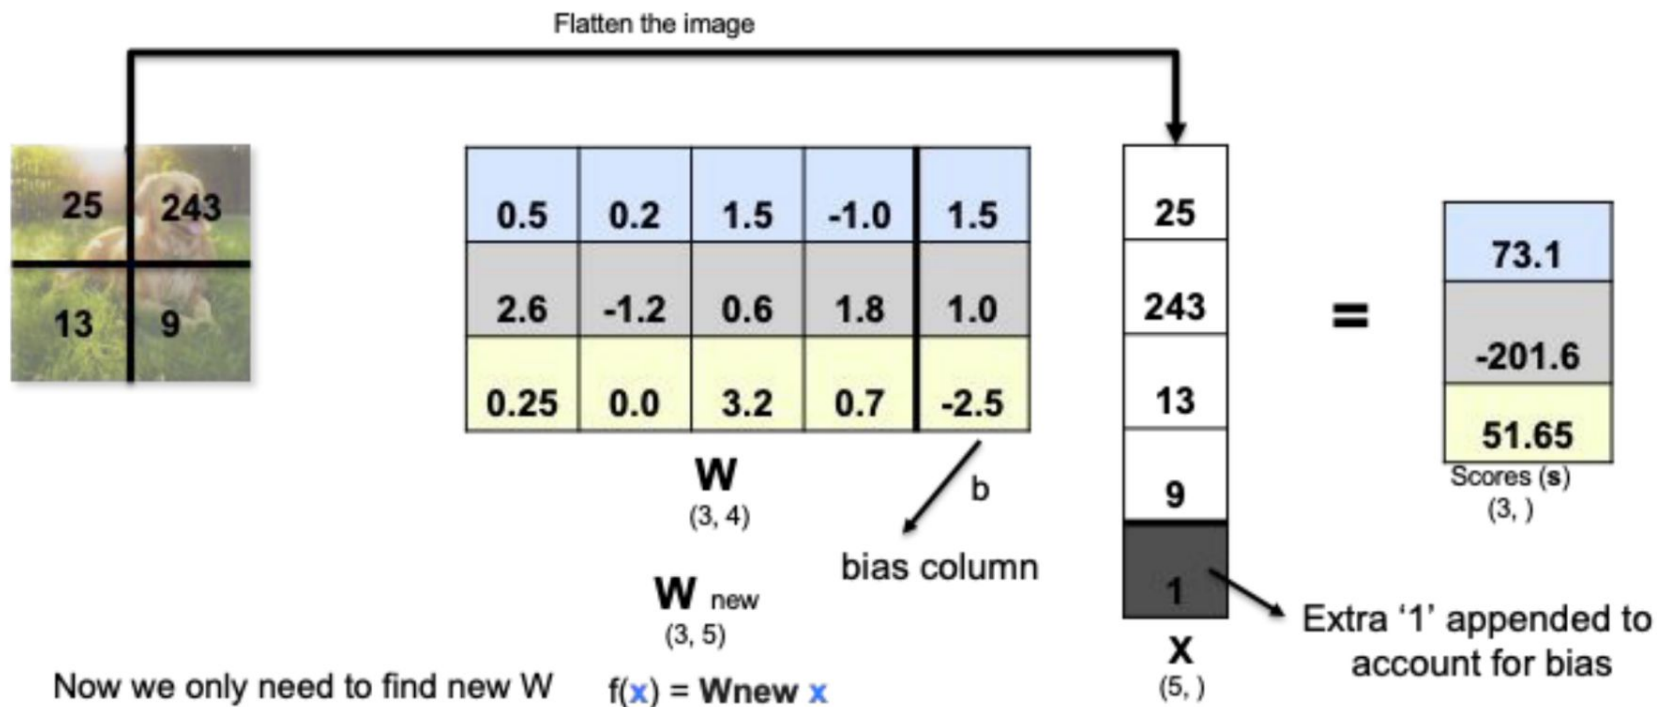 Flatten the image
25 243
13 9
0.5 0.2 1.5 -1.0 1.5
2.6 -1.2 0.6 1.8 1.0
0.25 0.0 3.2 0.7 -2.5
W
(3, 4)
b
bias column
W new
(3, 5)
25
243
13
9
1
x
(5, )
Extra ‘1’ appended to
account for bias
=
73.1
-201.6
51.65
Scores (s)
(3, )
Now we only need to find new W f(x) = Wnew x